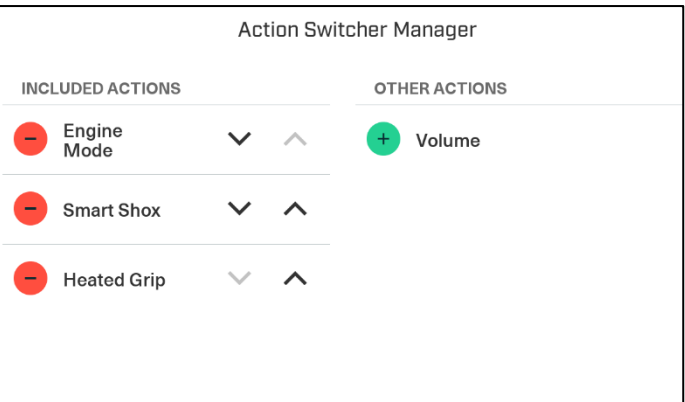 Action Switcher Manager
INCLUDED ACTIONS
Engine
Mode
Smart Shox
Heated Grip
OTHER ACTIONS
Volume